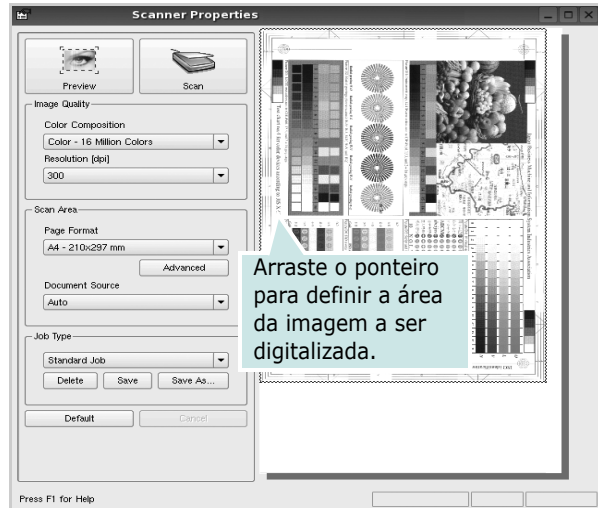 Scanner Properties
Preview
Scan
Image Quality
Color Composition
Color - 16 Million Colors
Resolution [dpi]
300
Scan Area
Page Format
A4 - 210x297 mm
Advanced
Document Source
Auto
Job Type
Standard Job
Delete
Save
Save As...
Default
Cancel
Arraste o ponteiro
para definir a área
da imagem a ser
digitalizada.
Press F1 for Help